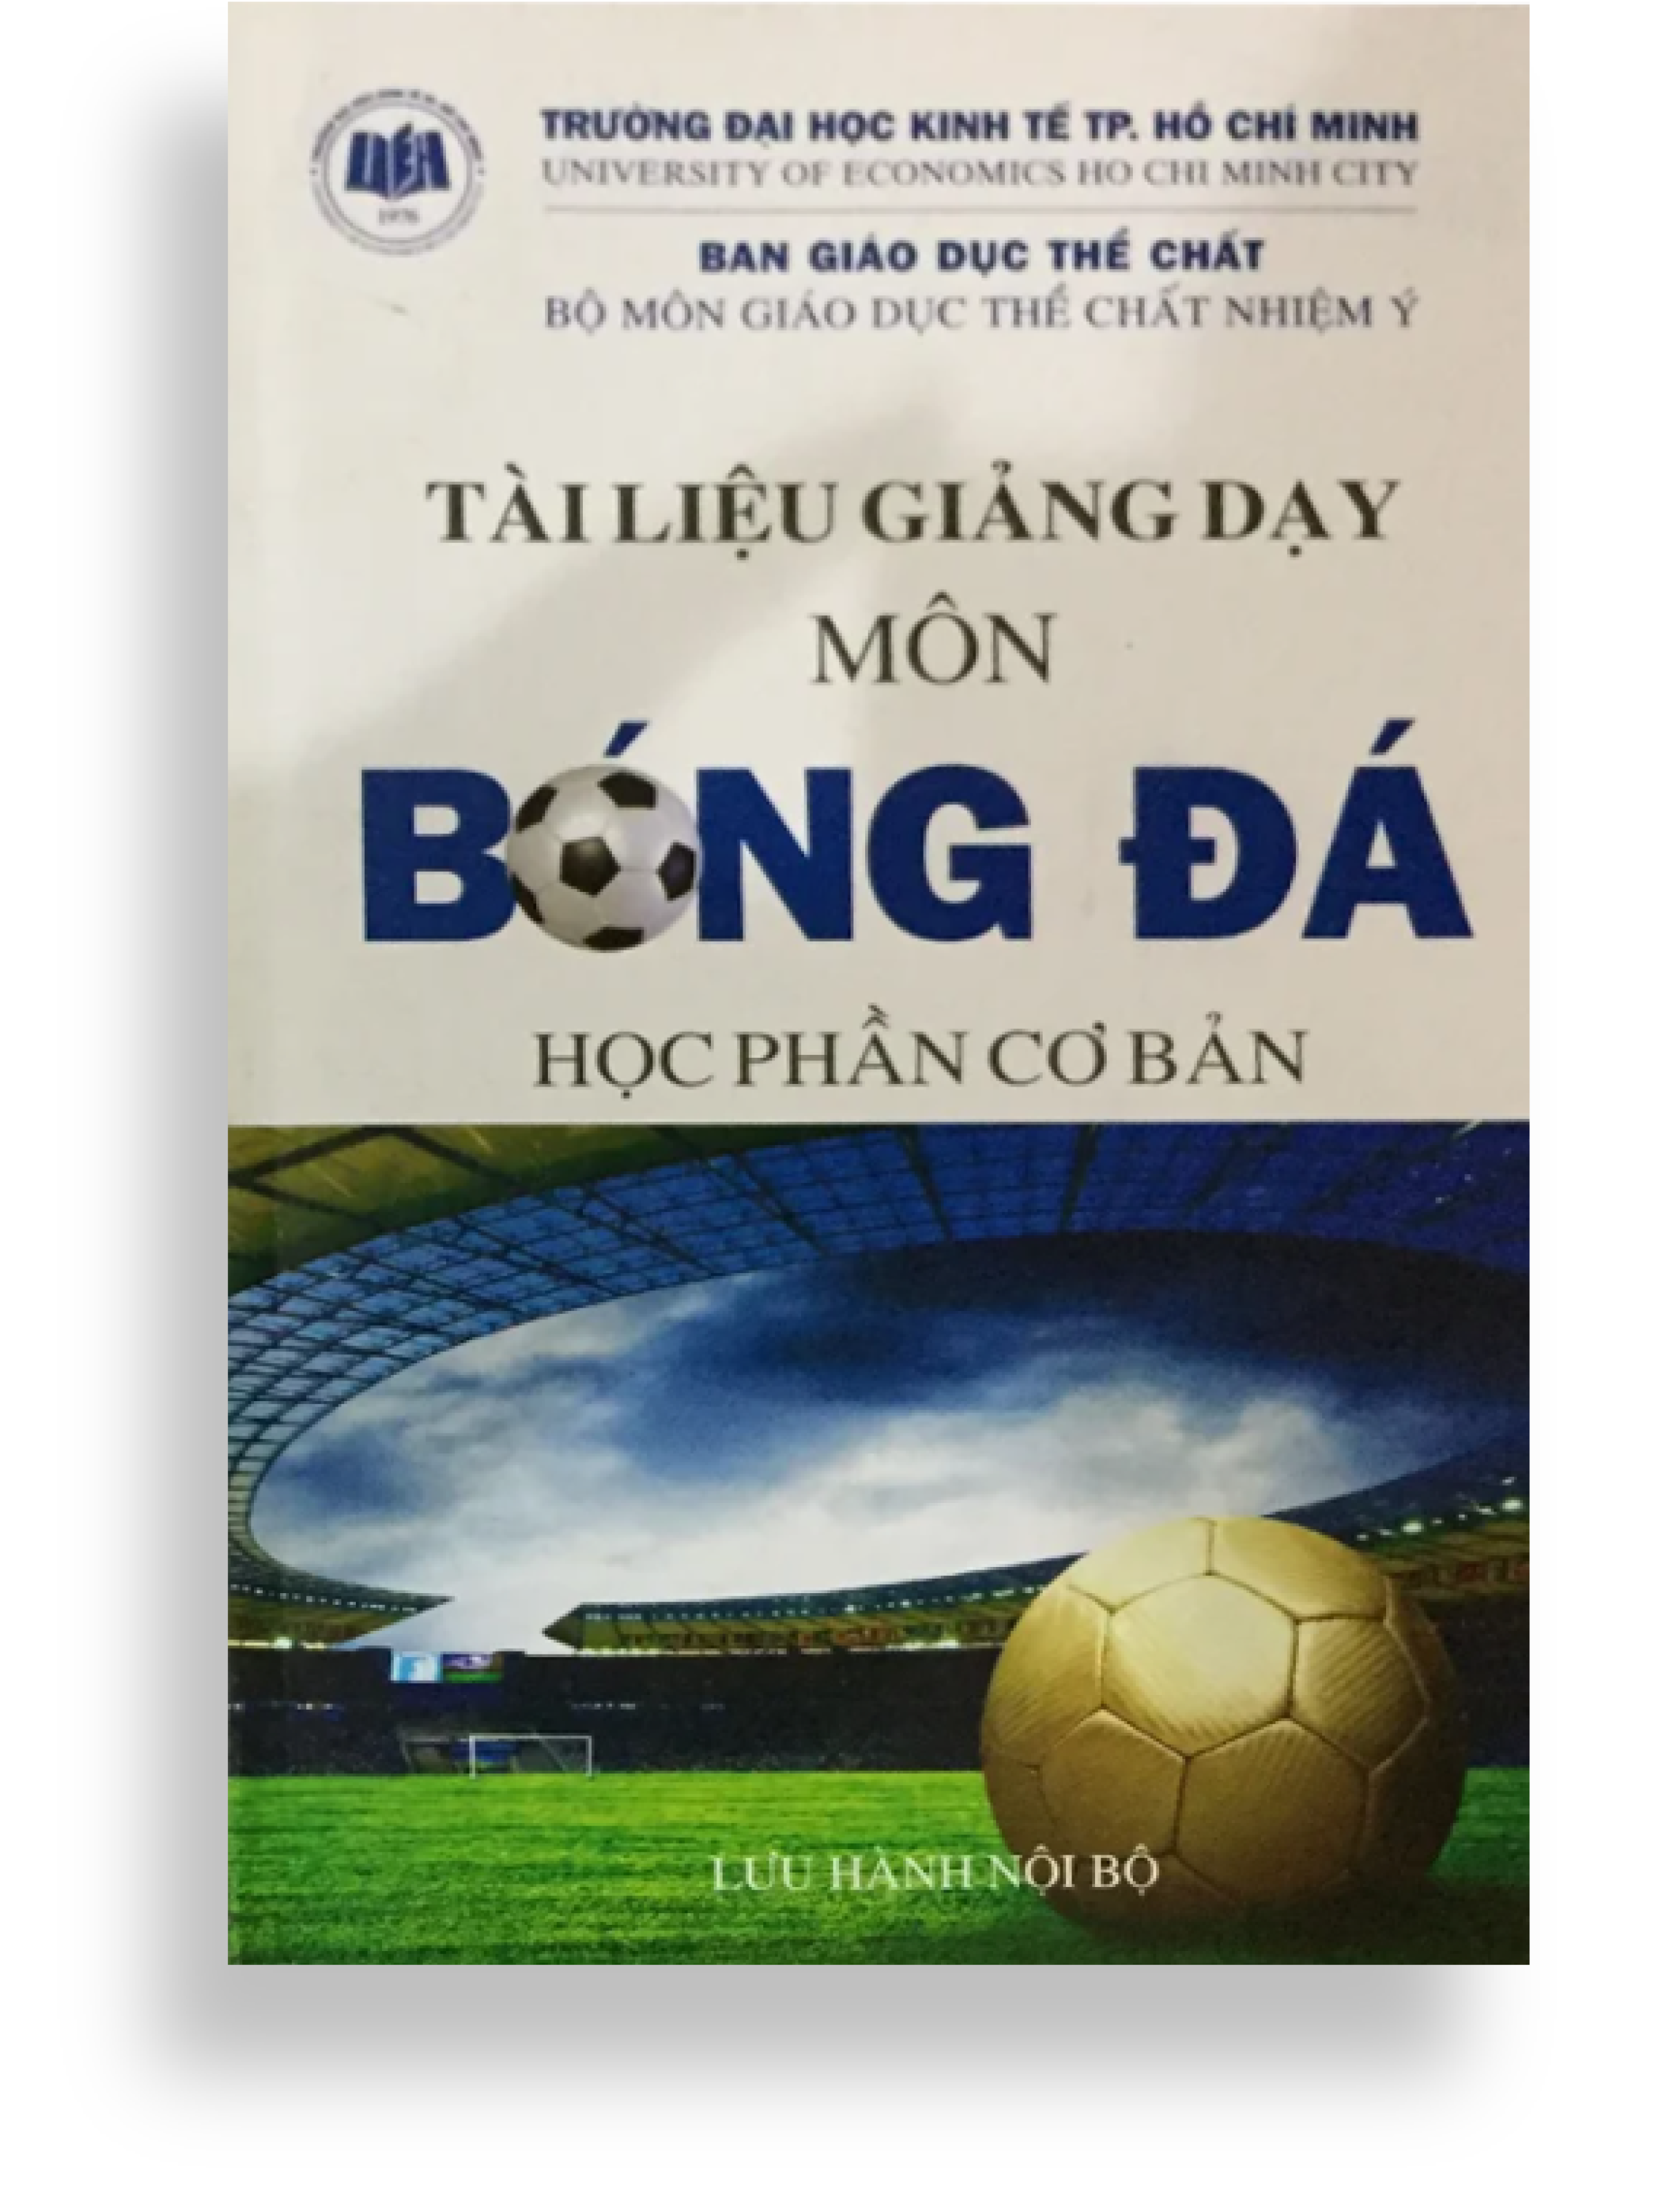 TRƯỜNG ĐẠI HỌC KINH TẾ TP. HỒ CHÍ MINH
UNIVERSITY OF ECONOMICS HO CHI MINH CITY
BAN GIÁO DỤC THỂ CHẤT
BỘ MÔN GIÁO DỤC THỂ CHẤT NHIỆM Ý
UEH
1976
TÀI LIỆU GIẢNG DẠY
MÔN
BÓNG ĐÁ
HỌC PHẦN CƠ BẢN
LƯU HÀNH NỘI BỘ